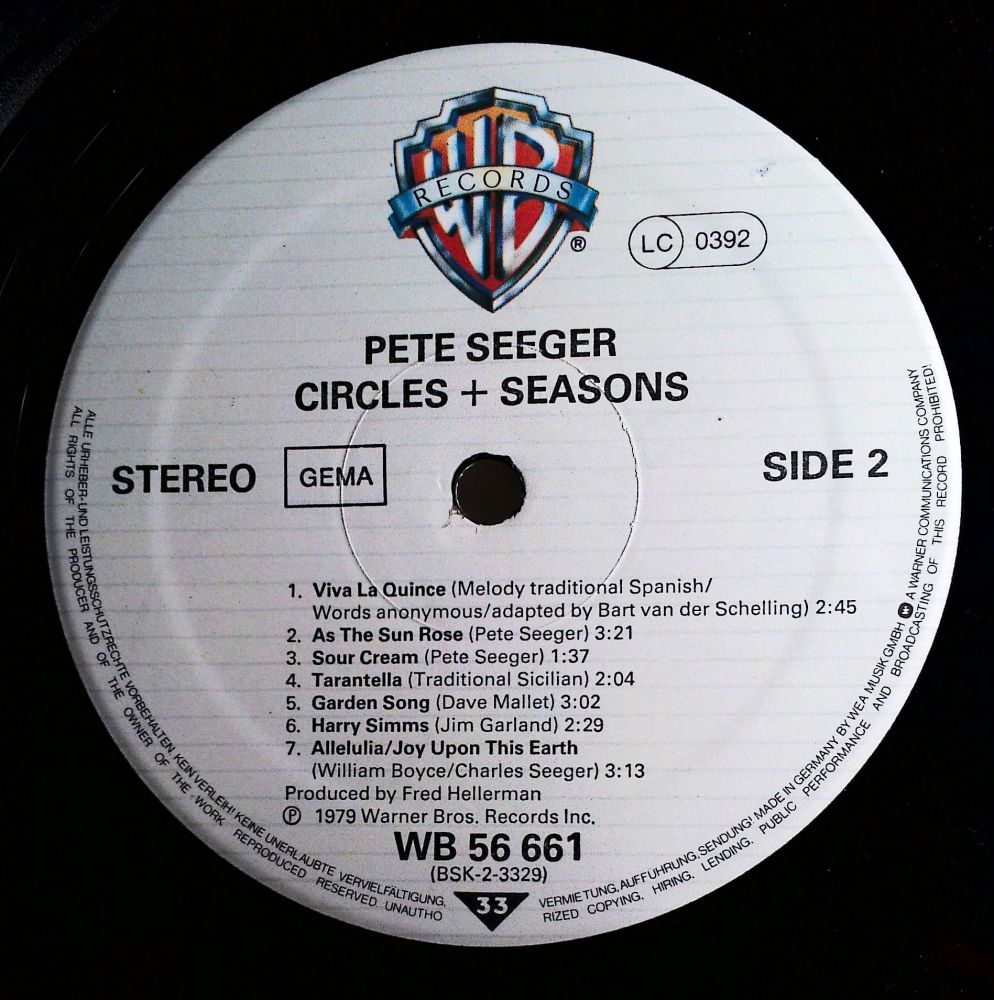 WB
RECORDS
®
LC 0392
PETE SEEGER
CIRCLES + SEASONS
STEREO
GEMA
SIDE 2
1. Viva La Quince (Melody traditional Spanish/
Words anonymous/adapted by Bart van der Schelling) 2:45
2. As The Sun Rose (Pete Seeger) 3:21
3. Sour Cream (Pete Seeger) 1:37
4. Tarantella (Traditional Sicilian) 2:04
5. Garden Song (Dave Mallet) 3:02
6. Harry Simms (Jim Garland) 2:29
7. Allelulia/Joy Upon This Earth
(William Boyce/Charles Seeger) 3:13
Produced by Fred Hellerman
℗ 1979 Warner Bros. Records Inc.
WB 56 661
(BSK-2-3329)
33
ALLE URHEBER- UND LEISTUNGSSCHUTZRECHTE VORBEHALTEN. KEIN VERLEIH! KEINE UNERLAUBTE VERVIELFÄLTIGUNG, VERMIETUNG, AUFFÜHRUNG, SENDUNG! MADE IN GERMANY BY WEA MUSIK GMBH W A WARNER COMMUNICATIONS COMPANY
ALL RIGHTS OF THE PRODUCER AND OF THE OWNER OF THE WORK REPRODUCED RESERVED. UNAUTHORIZED COPYING, HIRING, LENDING, PUBLIC PERFORMANCE AND BROADCASTING OF THIS RECORD PROHIBITED!